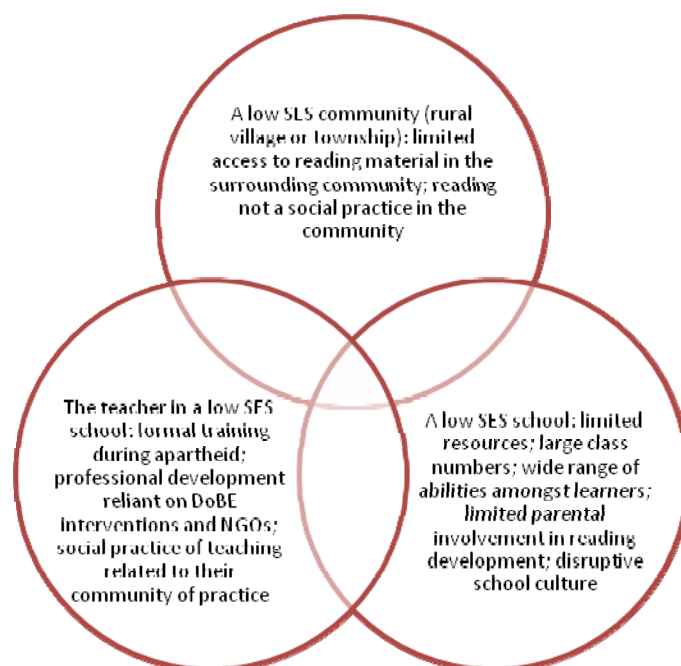 A low SES community (rural
village or township): limited
access to reading material in the
surrounding community; reading
not a social practice in the
community
The teacher in a low SES
school: formal training
during apartheid;
professional development
reliant on DoBE
interventions and NGOs;
social practice of teaching
related to their
community of practice
A low SES school: limited
resources; large class
numbers; wide range of
abilities amongst learners;
limited parental
involvement in reading
development; disruptive
school culture